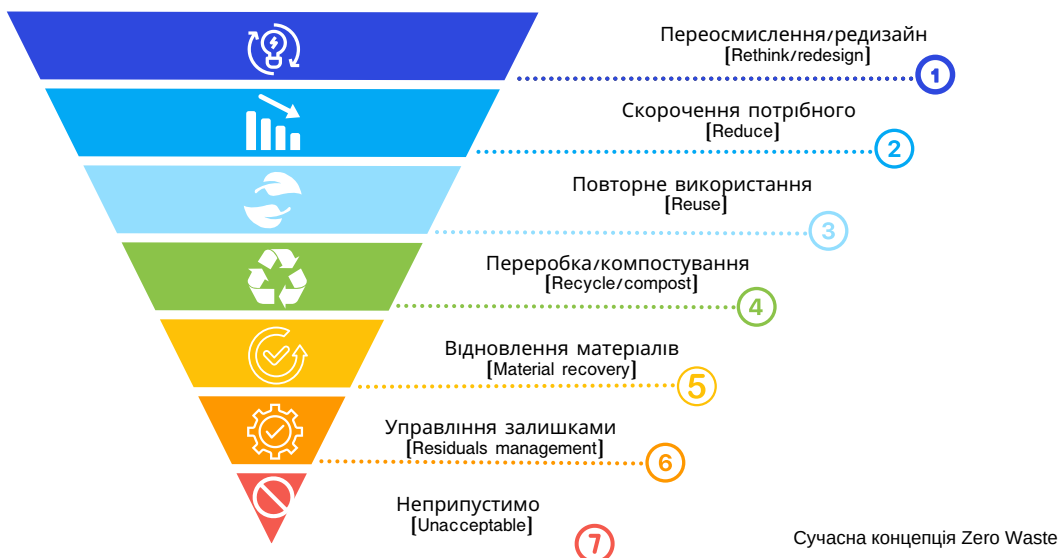 Переосмислення/редизайн
[Rethink/redesign]
1
Скорочення потрібного
[Reduce]
2
Повторне використання
[Reuse]
3
Переробка/компостування
[Recycle/compost]
4
Відновлення матеріалів
[Material recovery]
5
Управління залишками
[Residuals management]
6
Неприпустимо
[Unacceptable]
7
Сучасна концепція Zero Waste